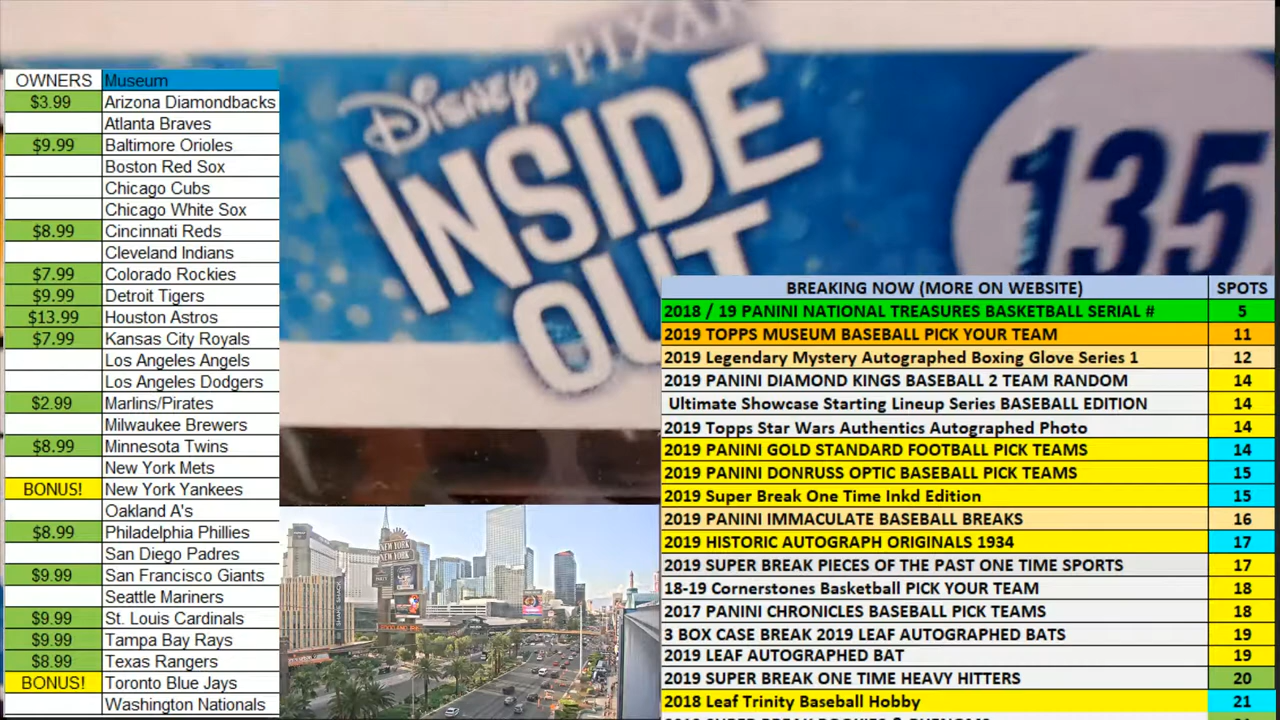 DISNEY · PIXAR
INSIDE
OUT
135
OWNERS Museum
$3.99 Arizona Diamondbacks
Atlanta Braves
$9.99 Baltimore Orioles
Boston Red Sox
Chicago Cubs
Chicago White Sox
$8.99 Cincinnati Reds
Cleveland Indians
$7.99 Colorado Rockies
$9.99 Detroit Tigers
$13.99 Houston Astros
$7.99 Kansas City Royals
Los Angeles Angels
Los Angeles Dodgers
$2.99 Marlins/Pirates
Milwaukee Brewers
$8.99 Minnesota Twins
New York Mets
BONUS! New York Yankees
Oakland A's
$8.99 Philadelphia Phillies
San Diego Padres
$9.99 San Francisco Giants
Seattle Mariners
$9.99 St. Louis Cardinals
$9.99 Tampa Bay Rays
$8.99 Texas Rangers
BONUS! Toronto Blue Jays
Washington Nationals
BREAKING NOW (MORE ON WEBSITE) SPOTS
2018 / 19 PANINI NATIONAL TREASURES BASKETBALL SERIAL # 5
2019 TOPPS MUSEUM BASEBALL PICK YOUR TEAM 11
2019 Legendary Mystery Autographed Boxing Glove Series 1 12
2019 PANINI DIAMOND KINGS BASEBALL 2 TEAM RANDOM 14
Ultimate Showcase Starting Lineup Series BASEBALL EDITION 14
2019 Topps Star Wars Authentics Autographed Photo 14
2019 PANINI GOLD STANDARD FOOTBALL PICK TEAMS 14
2019 PANINI DONRUSS OPTIC BASEBALL PICK TEAMS 15
2019 Super Break One Time Inkd Edition 15
2019 PANINI IMMACULATE BASEBALL BREAKS 16
2019 HISTORIC AUTOGRAPH ORIGINALS 1934 17
2019 SUPER BREAK PIECES OF THE PAST ONE TIME SPORTS 17
18-19 Cornerstones Basketball PICK YOUR TEAM 18
2017 PANINI CHRONICLES BASEBALL PICK TEAMS 18
3 BOX CASE BREAK 2019 LEAF AUTOGRAPHED BATS 19
2019 LEAF AUTOGRAPHED BAT 19
2019 SUPER BREAK ONE TIME HEAVY HITTERS 20
2018 Leaf Trinity Baseball Hobby 21
NEW YORK
NEW YORK